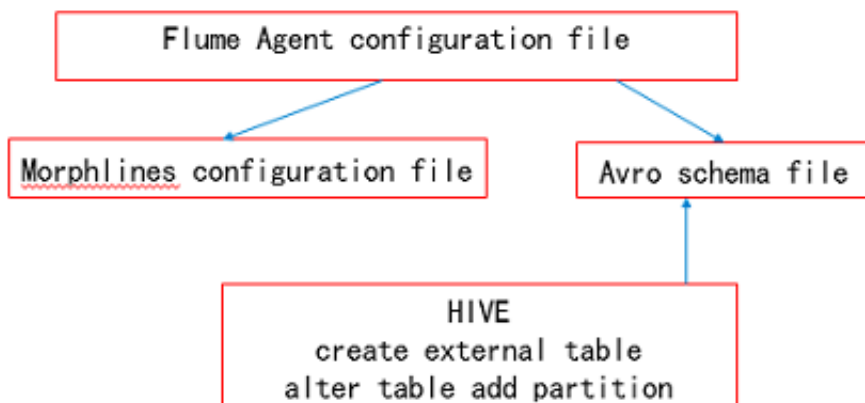 Flume Agent configuration file
Morphlines configuration file
Avro schema file
HIVE
create external table
alter table add partition